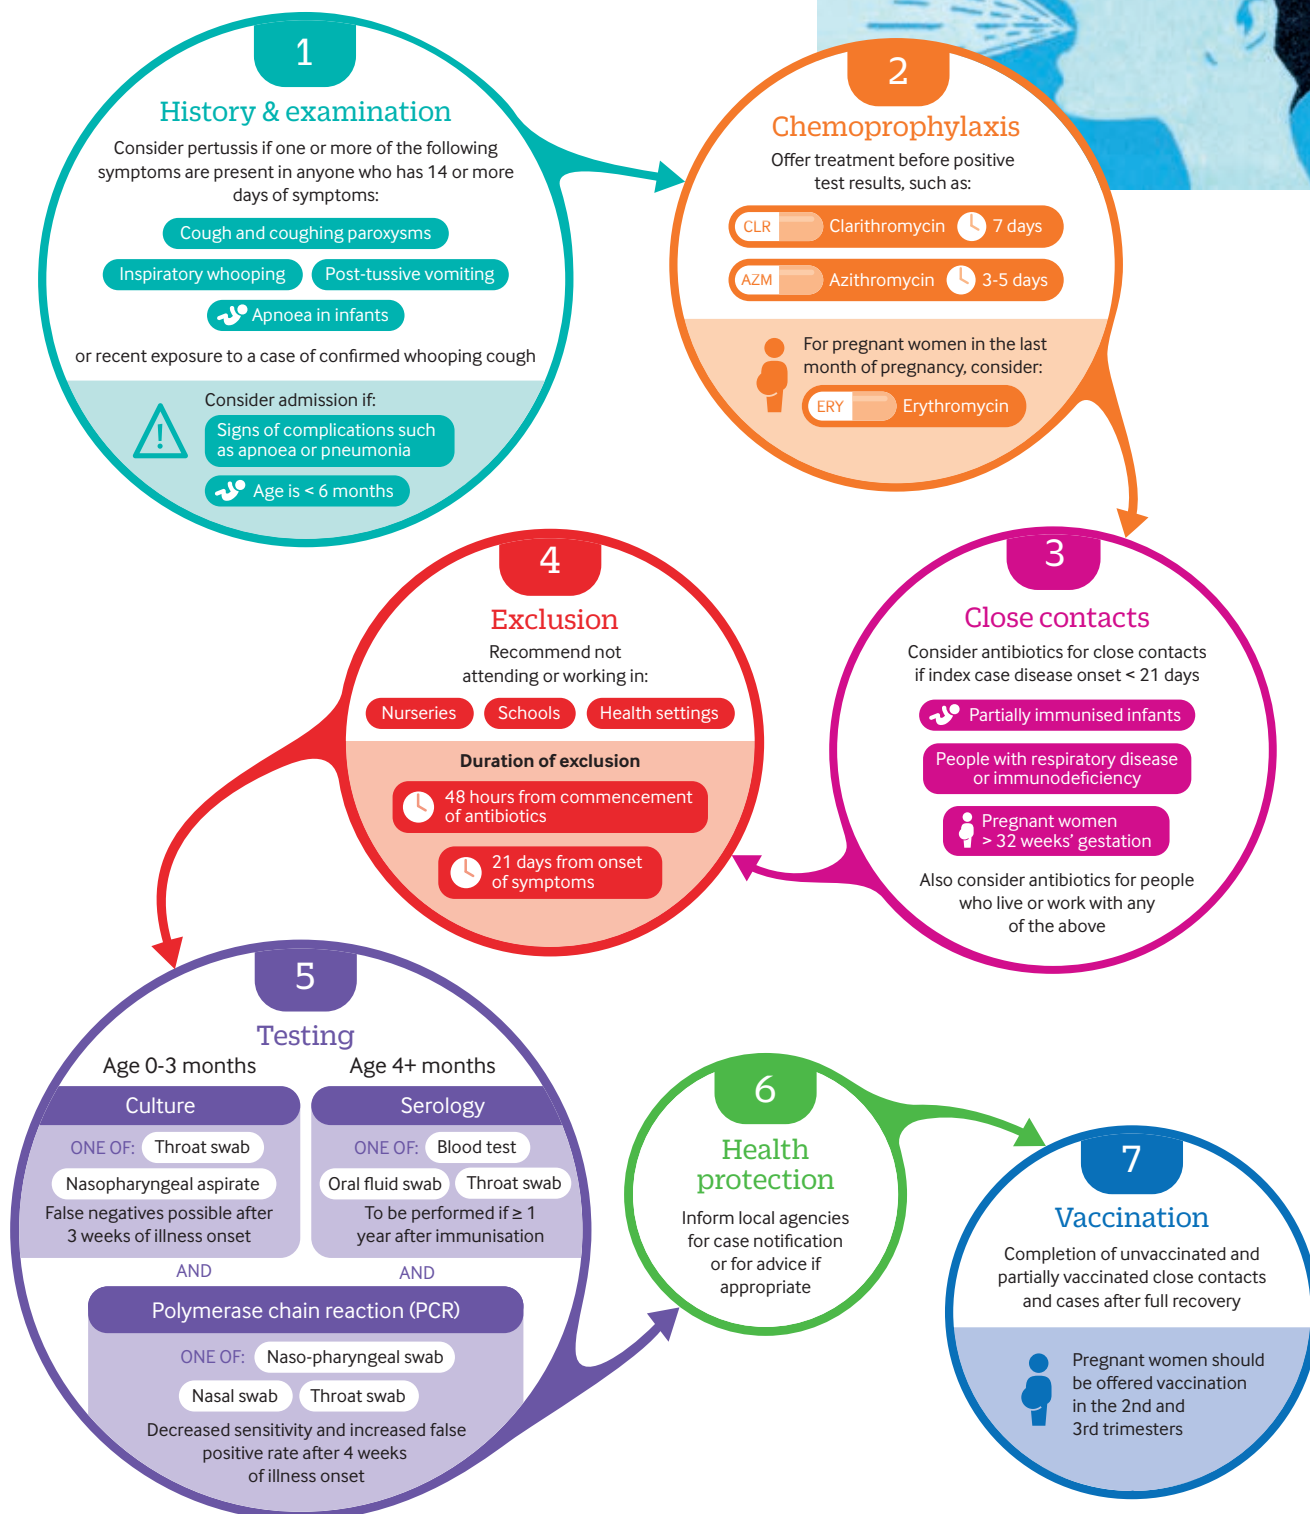 1
History & examination
Consider pertussis if one or more of the following
symptoms are present in anyone who has 14 or more
days of symptoms:
Cough and coughing paroxysms
Inspiratory whooping
Post-tussive vomiting
Apnoea in infants
or recent exposure to a case of confirmed whooping cough
Consider admission if:
Signs of complications such
as apnoea or pneumonia
Age is < 6 months
2
Chemoprophylaxis
Offer treatment before positive
test results, such as:
CLR Clarithromycin 7 days
AZM Azithromycin 3-5 days
For pregnant women in the last
month of pregnancy, consider:
ERY Erythromycin
3
Close contacts
Consider antibiotics for close contacts
if index case disease onset < 21 days
Partially immunised infants
People with respiratory disease
or immunodeficiency
Pregnant women
> 32 weeks' gestation
Also consider antibiotics for people
who live or work with any
of the above
4
Exclusion
Recommend not
attending or working in:
Nurseries
Schools
Health settings
Duration of exclusion
48 hours from commencement
of antibiotics
21 days from onset
of symptoms
5
Testing
Age 0-3 months
Culture
ONE OF: Throat swab
Nasopharyngeal aspirate
False negatives possible after
3 weeks of illness onset
AND
Age 4+ months
Serology
ONE OF: Blood test
Oral fluid swab
Throat swab
To be performed if ≥ 1
year after immunisation
AND
Polymerase chain reaction (PCR)
ONE OF: Naso-pharyngeal swab
Nasal swab
Throat swab
Decreased sensitivity and increased false
positive rate after 4 weeks
of illness onset
6
Health
protection
Inform local agencies
for case notification
or for advice if
appropriate
7
Vaccination
Completion of unvaccinated and
partially vaccinated close contacts
and cases after full recovery
Pregnant women should
be offered vaccination
in the 2nd and
3rd trimesters